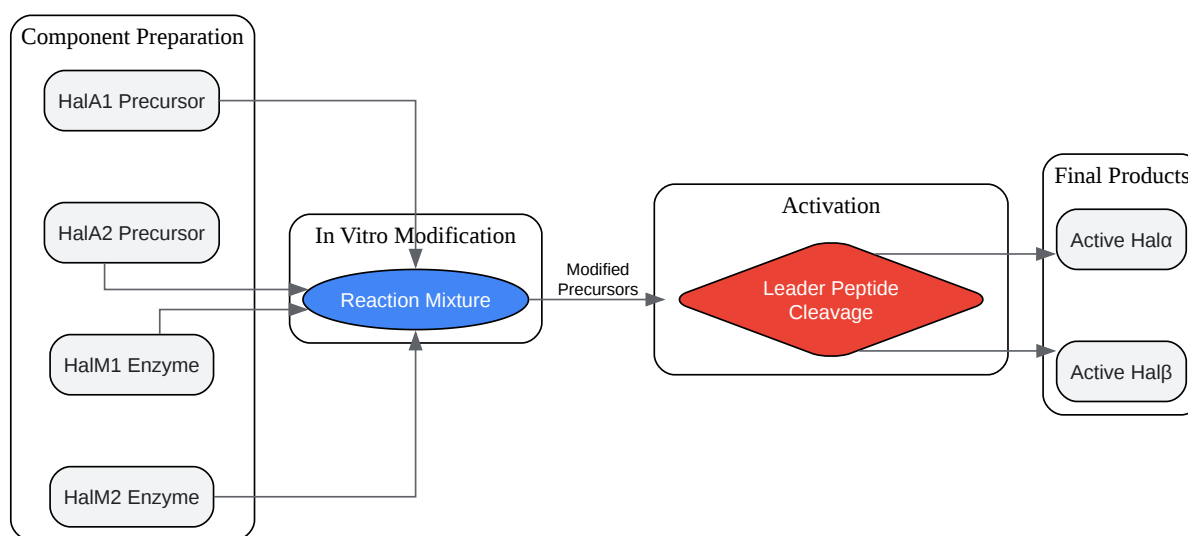 Component Preparation
HalA1 Precursor
HalA2 Precursor
HalM1 Enzyme
HalM2 Enzyme
In Vitro Modification
Reaction Mixture
Modified
Precursors
Activation
Leader Peptide
Cleavage
Final Products
Active Halα
Active Halβ